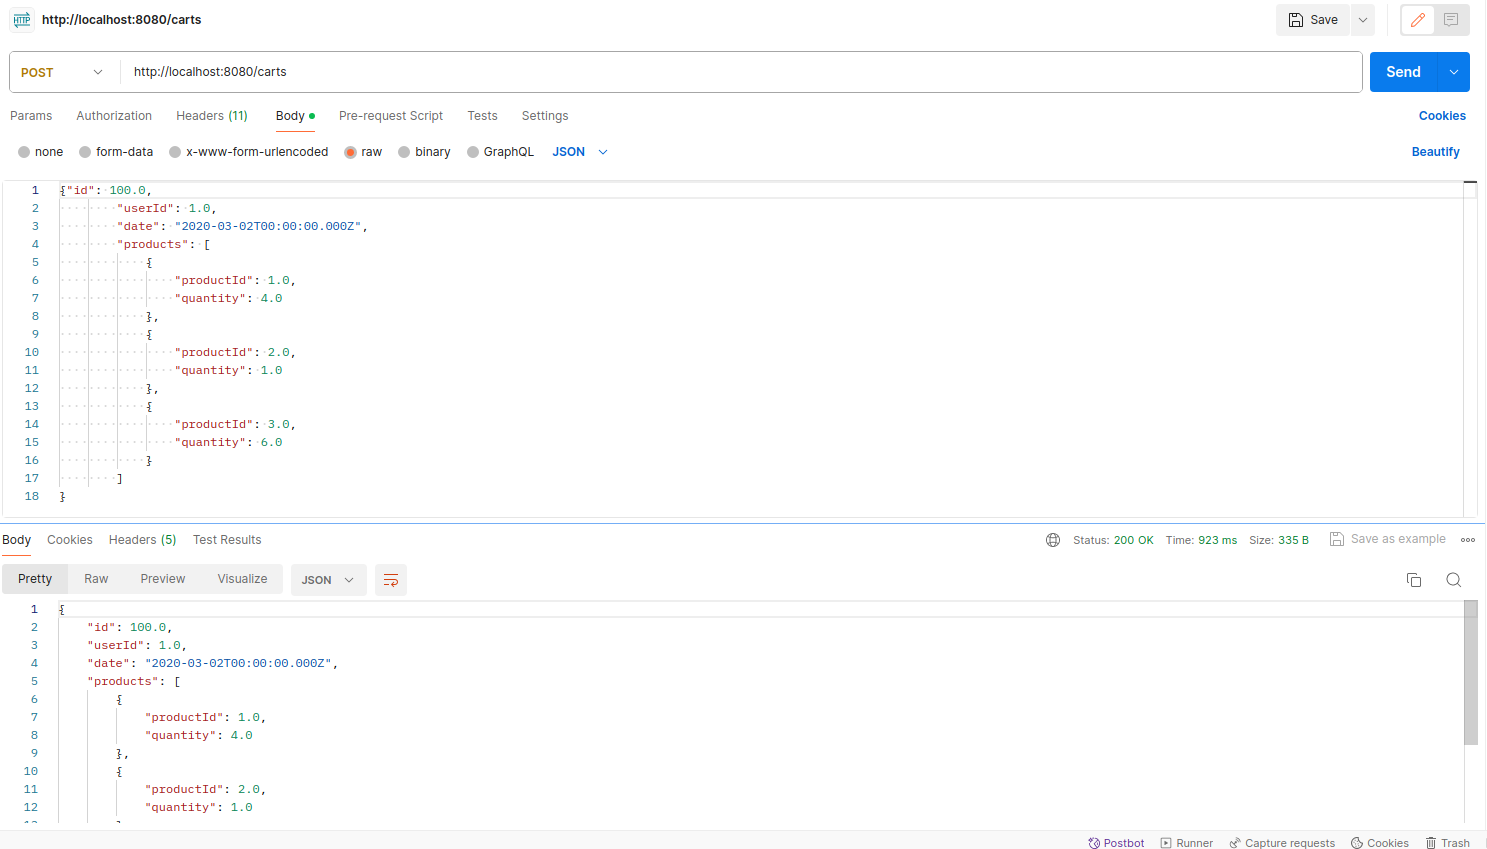 HTTP http://localhost:8080/carts Save
POST http://localhost:8080/carts Send
Params Authorization Headers (11) Body Pre-request Script Tests Settings Cookies
none form-data x-www-form-urlencoded raw binary GraphQL JSON Beautify
1 {"id": 100.0,
2 "userId": 1.0,
3 "date": "2020-03-02T00:00:00.000Z",
4 "products": [
5 {
6 "productId": 1.0,
7 "quantity": 4.0
8 },
9 {
10 "productId": 2.0,
11 "quantity": 1.0
12 },
13 {
14 "productId": 3.0,
15 "quantity": 6.0
16 }
17 ]
18 }
Body Cookies Headers (5) Test Results Status: 200 OK Time: 923 ms Size: 335 B Save as example
Pretty Raw Preview Visualize JSON
1 {
2 "id": 100.0,
3 "userId": 1.0,
4 "date": "2020-03-02T00:00:00.000Z",
5 "products": [
6 {
7 "productId": 1.0,
8 "quantity": 4.0
9 },
10 {
11 "productId": 2.0,
12 "quantity": 1.0
Postbot Runner Capture requests Cookies Trash